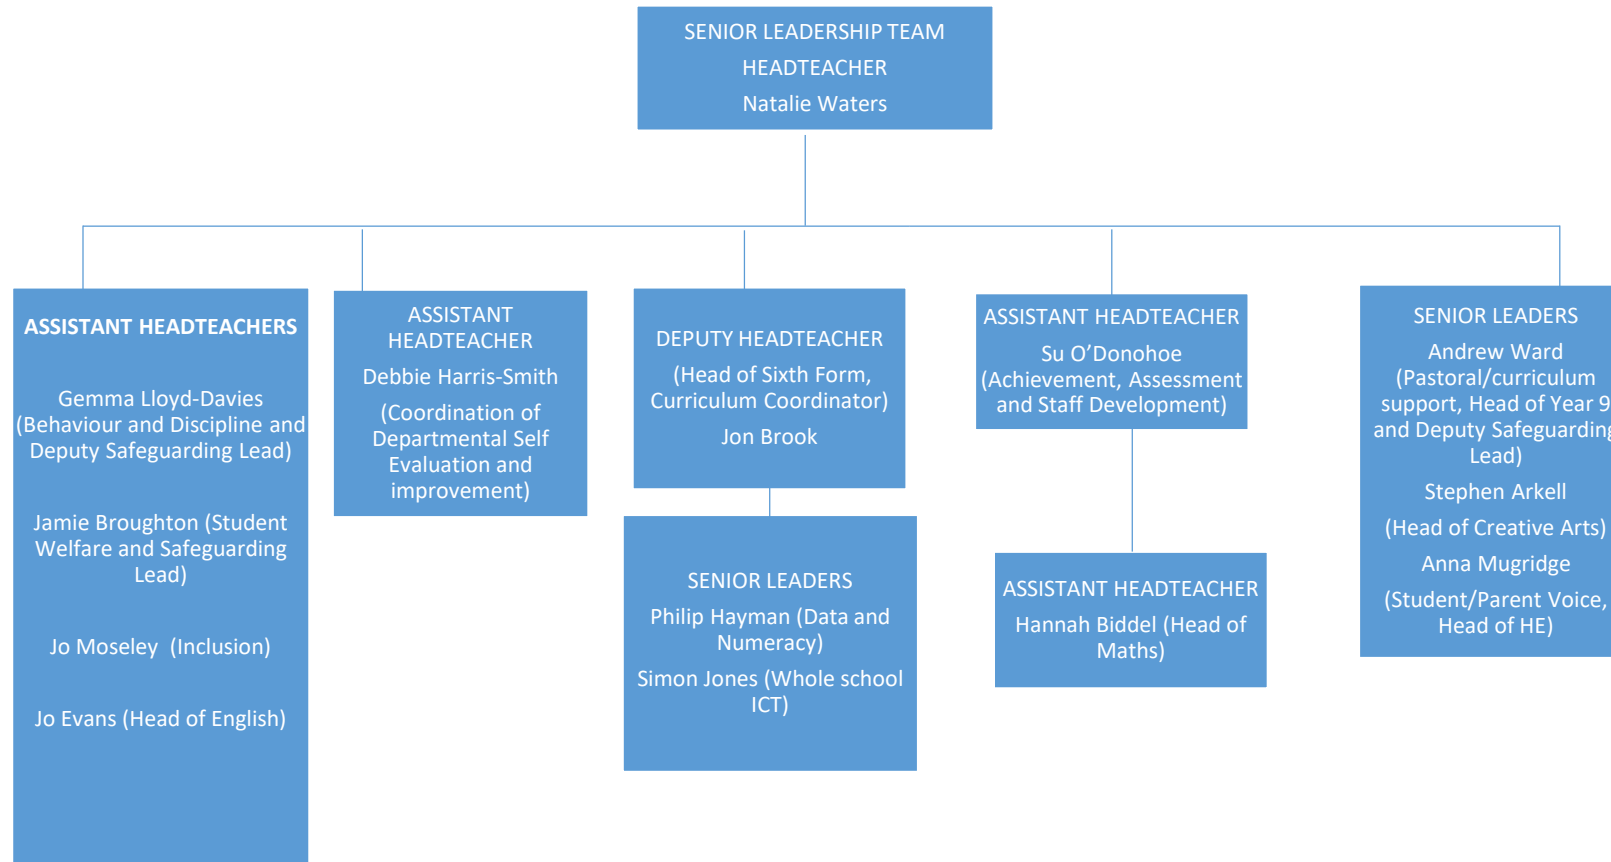 SENIOR LEADERSHIP TEAM
HEADTEACHER
Natalie Waters
ASSISTANT HEADTEACHERS
Gemma Lloyd-Davies
(Behaviour and Discipline and
Deputy Safeguarding Lead)
Jamie Broughton (Student
Welfare and Safeguarding
Lead)
Jo Moseley  (Inclusion)
Jo Evans (Head of English)
ASSISTANT
HEADTEACHER
Debbie Harris-Smith
(Coordination of
Departmental Self
Evaluation and
improvement)
DEPUTY HEADTEACHER
(Head of Sixth Form,
Curriculum Coordinator)
Jon Brook
SENIOR LEADERS
Philip Hayman (Data and
Numeracy)
Simon Jones (Whole school
ICT)
ASSISTANT HEADTEACHER
Su O’Donohoe
(Achievement, Assessment
and Staff Development)
ASSISTANT HEADTEACHER
Hannah Biddel (Head of
Maths)
SENIOR LEADERS
Andrew Ward
(Pastoral/curriculum
support, Head of Year 9
and Deputy Safeguarding
Lead)
Stephen Arkell
(Head of Creative Arts)
Anna Mugridge
(Student/Parent Voice,
Head of HE)